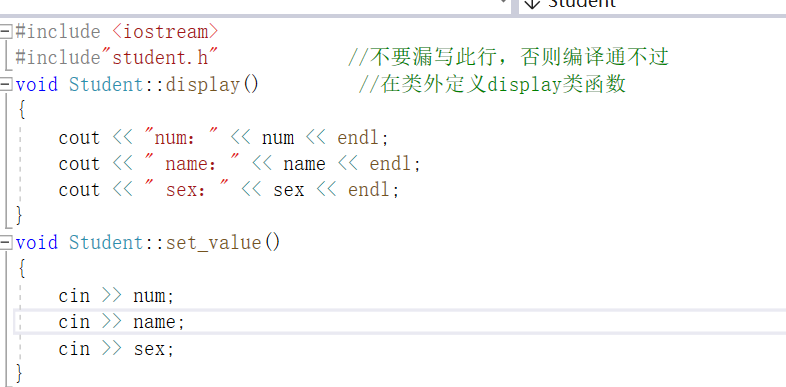 Student
#include <iostream>
#include"student.h" //不要漏写此行，否则编译通不过
void Student::display() //在类外定义display类函数
{
cout << "num：" << num << endl;
cout << " name：" << name << endl;
cout << " sex：" << sex << endl;
}
void Student::set_value()
{
cin >> num;
cin >> name;
cin >> sex;
}